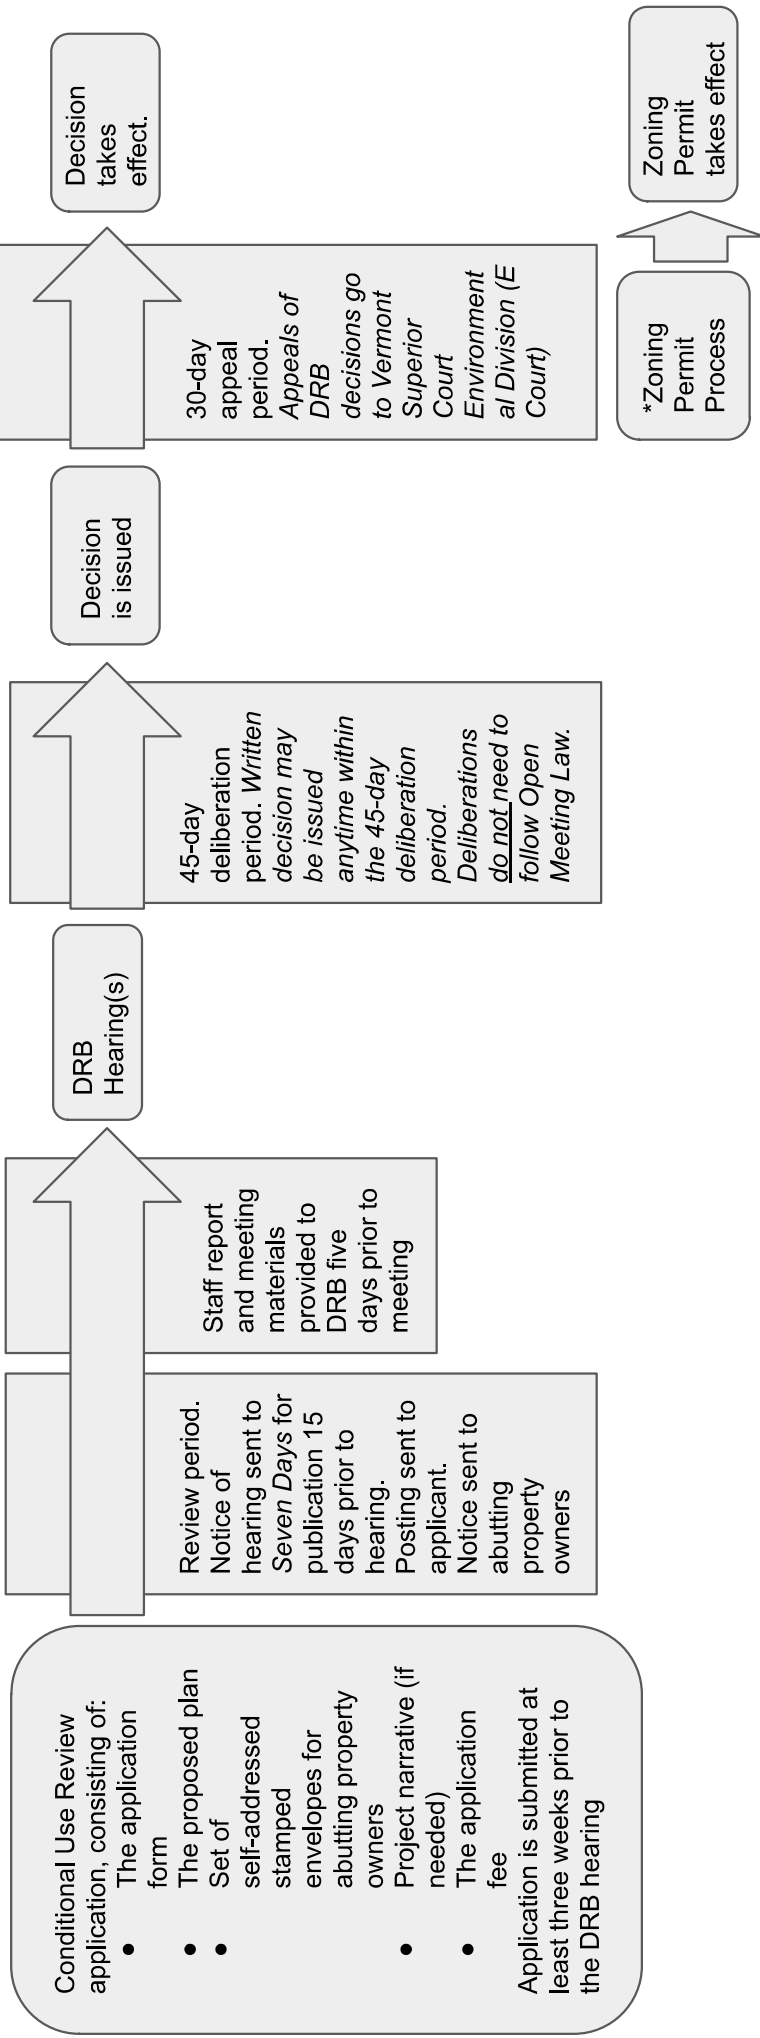 Conditional Use Review
application, consisting of:
● The application
form
● The proposed plan
● Set of
self-addressed
stamped
envelopes for
abutting property
owners
● Project narrative (if
needed)
● The application
fee
Application is submitted at
least three weeks prior to
the DRB hearing
Review period.
Notice of
hearing sent to
Seven Days for
publication 15
days prior to
hearing.
Posting sent to
applicant.
Notice sent to
abutting
property
owners
Staff report
and meeting
materials
provided to
DRB five
days prior to
meeting
DRB
Hearing(s)
45-day
deliberation
period. Written
decision may
be issued
anytime within
the 45-day
deliberation
period.
Deliberations
do not need to
follow Open
Meeting Law.
Decision
is issued
30-day
appeal
period.
Appeals of
DRB
decisions go
to Vermont
Superior
Court
Environment
al Division (E
Court)
Decision
takes
effect.
*Zoning
Permit
Process
Zoning
Permit
takes effect